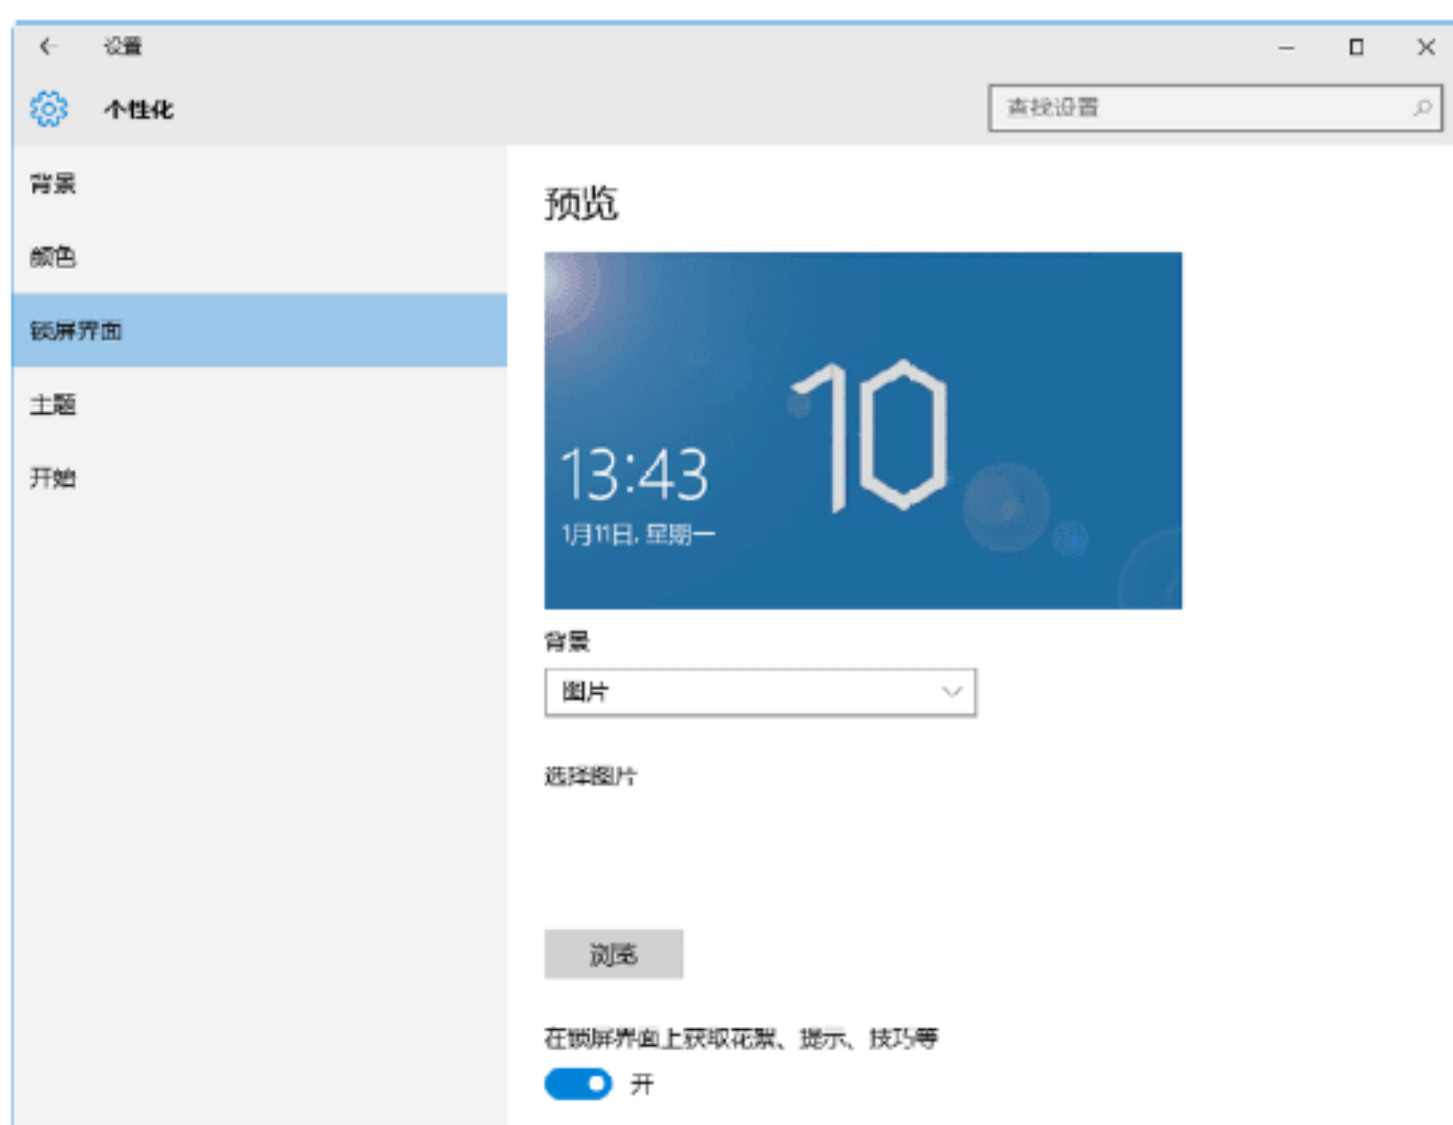 设置
个性化
查找设置
背景
颜色
锁屏界面
主题
开始
预览
10
13:43
1月11日, 星期一
背景
图片
选择图片
浏览
在锁屏界面上获取花絮、提示、技巧等
开